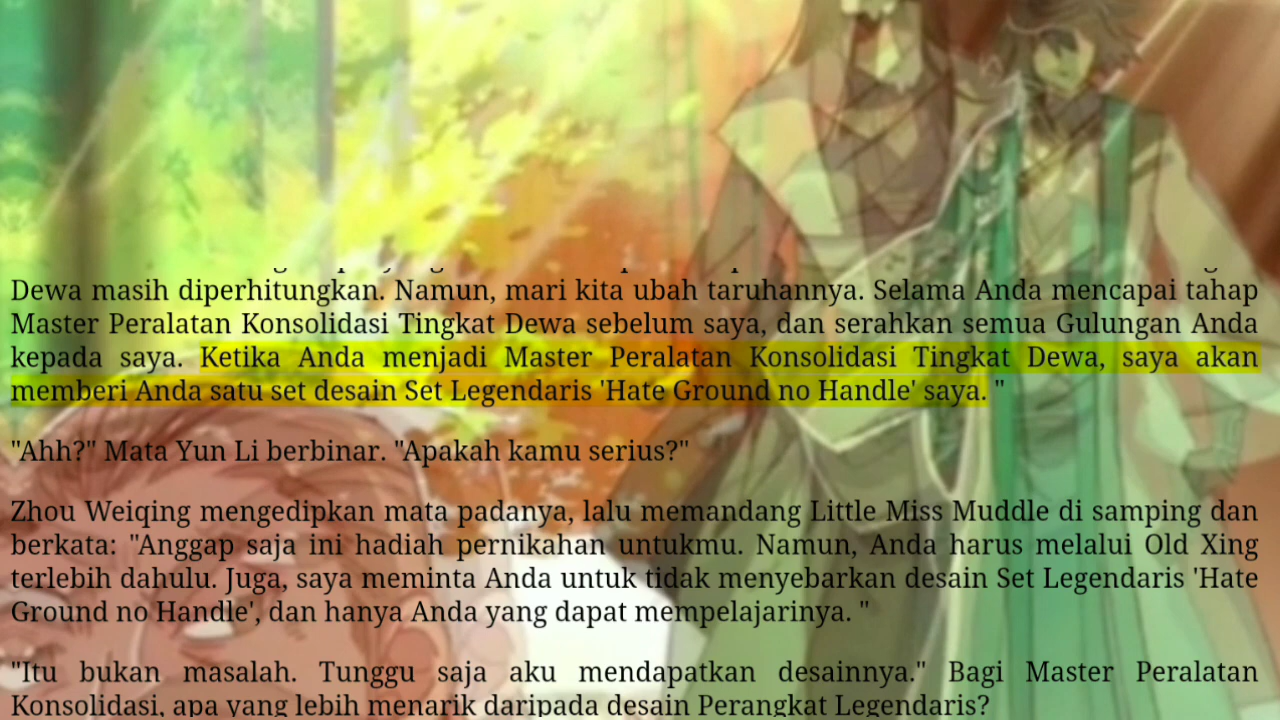 Dewa masih diperhitungkan. Namun, mari kita ubah taruhannya. Selama Anda mencapai tahap
Master Peralatan Konsolidasi Tingkat Dewa sebelum saya, dan serahkan semua Gulungan Anda
kepada saya. Ketika Anda menjadi Master Peralatan Konsolidasi Tingkat Dewa, saya akan
memberi Anda satu set desain Set Legendaris 'Hate Ground no Handle' saya. "
"Ahh?" Mata Yun Li berbinar. "Apakah kamu serius?"
Zhou Weiqing mengedipkan mata padanya, lalu memandang Little Miss Muddle di samping dan
berkata: "Anggap saja ini hadiah pernikahan untukmu. Namun, Anda harus melalui Old Xing
terlebih dahulu. Juga, saya meminta Anda untuk tidak menyebarkan desain Set Legendaris 'Hate
Ground no Handle', dan hanya Anda yang dapat mempelajarinya. "
"Itu bukan masalah. Tunggu saja aku mendapatkan desainnya." Bagi Master Peralatan
Konsolidasi, apa yang lebih menarik daripada desain Perangkat Legendaris?